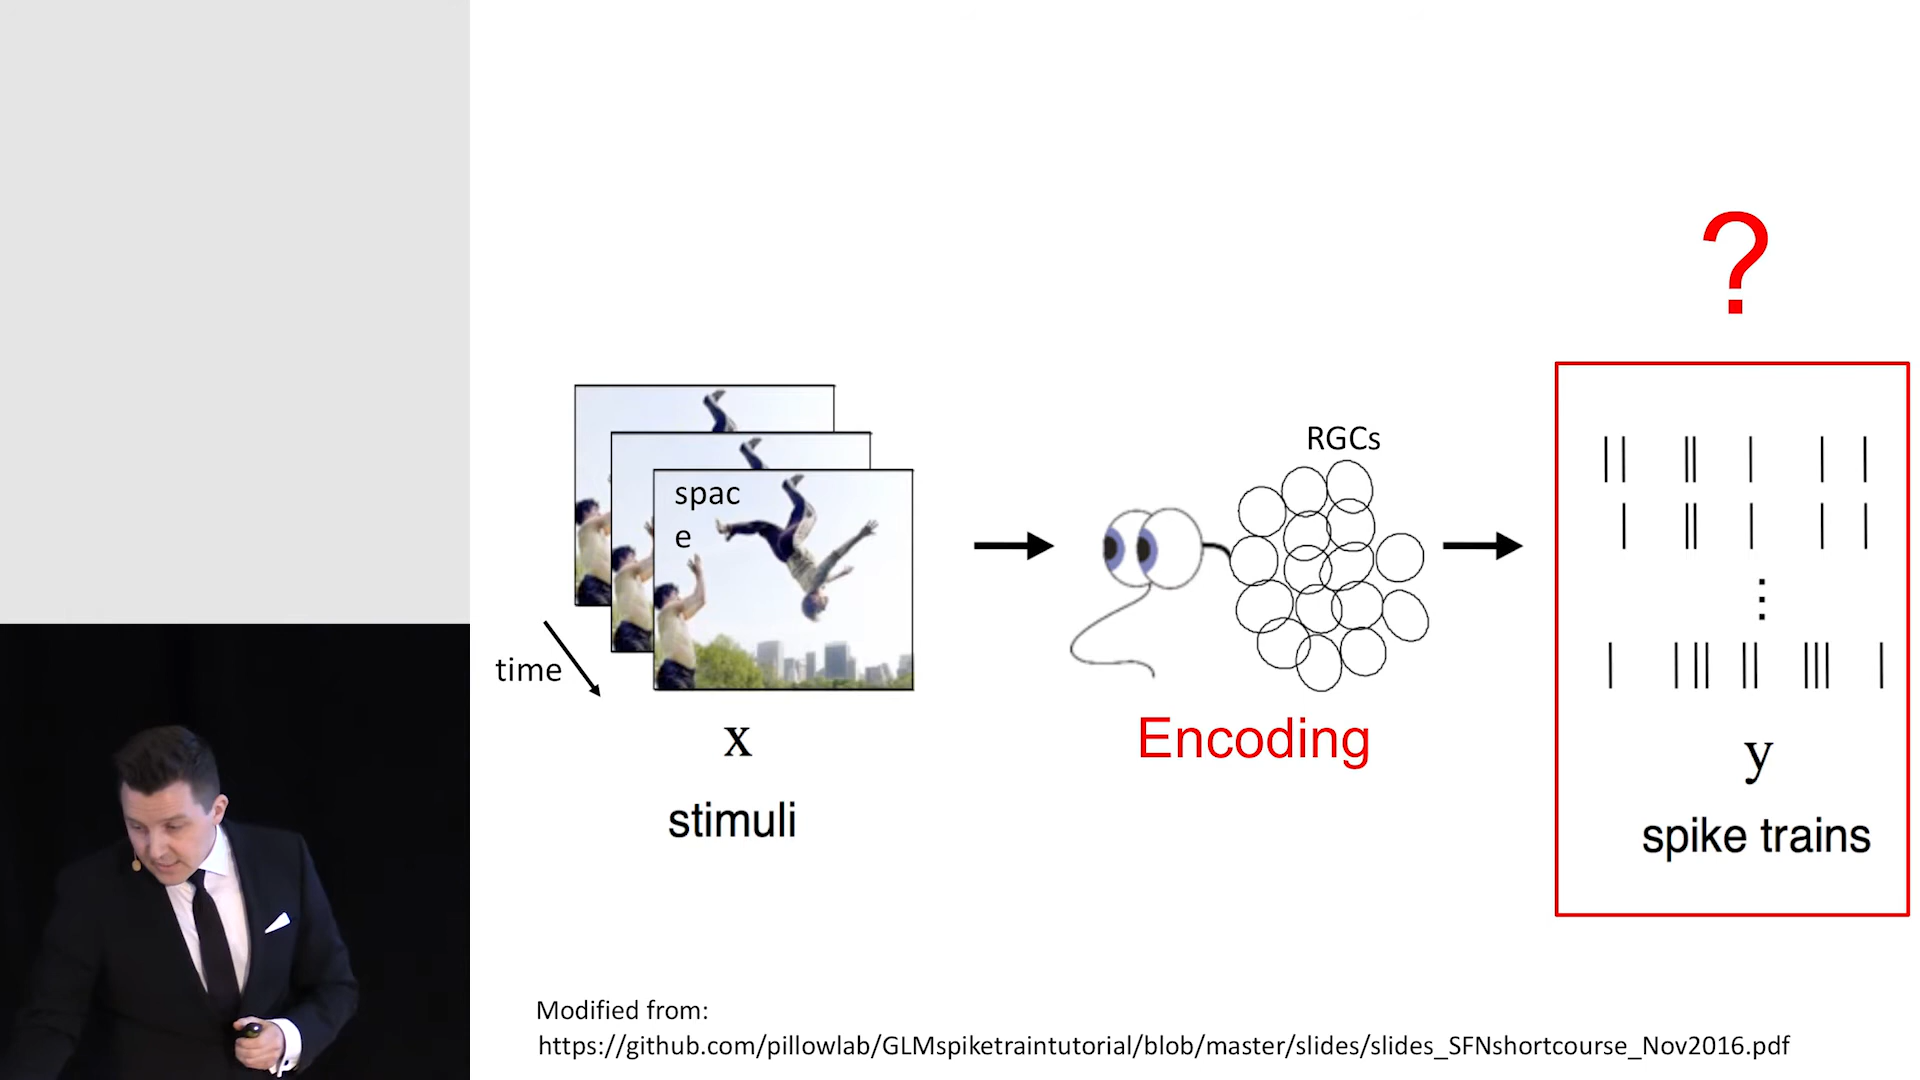 ?
RGCs
spac
e
time
x
stimuli
Encoding
y
spike trains
Modified from:
https://github.com/pillowlab/GLMspiketraintutorial/blob/master/slides/slides_SFNshortcourse_Nov2016.pdf